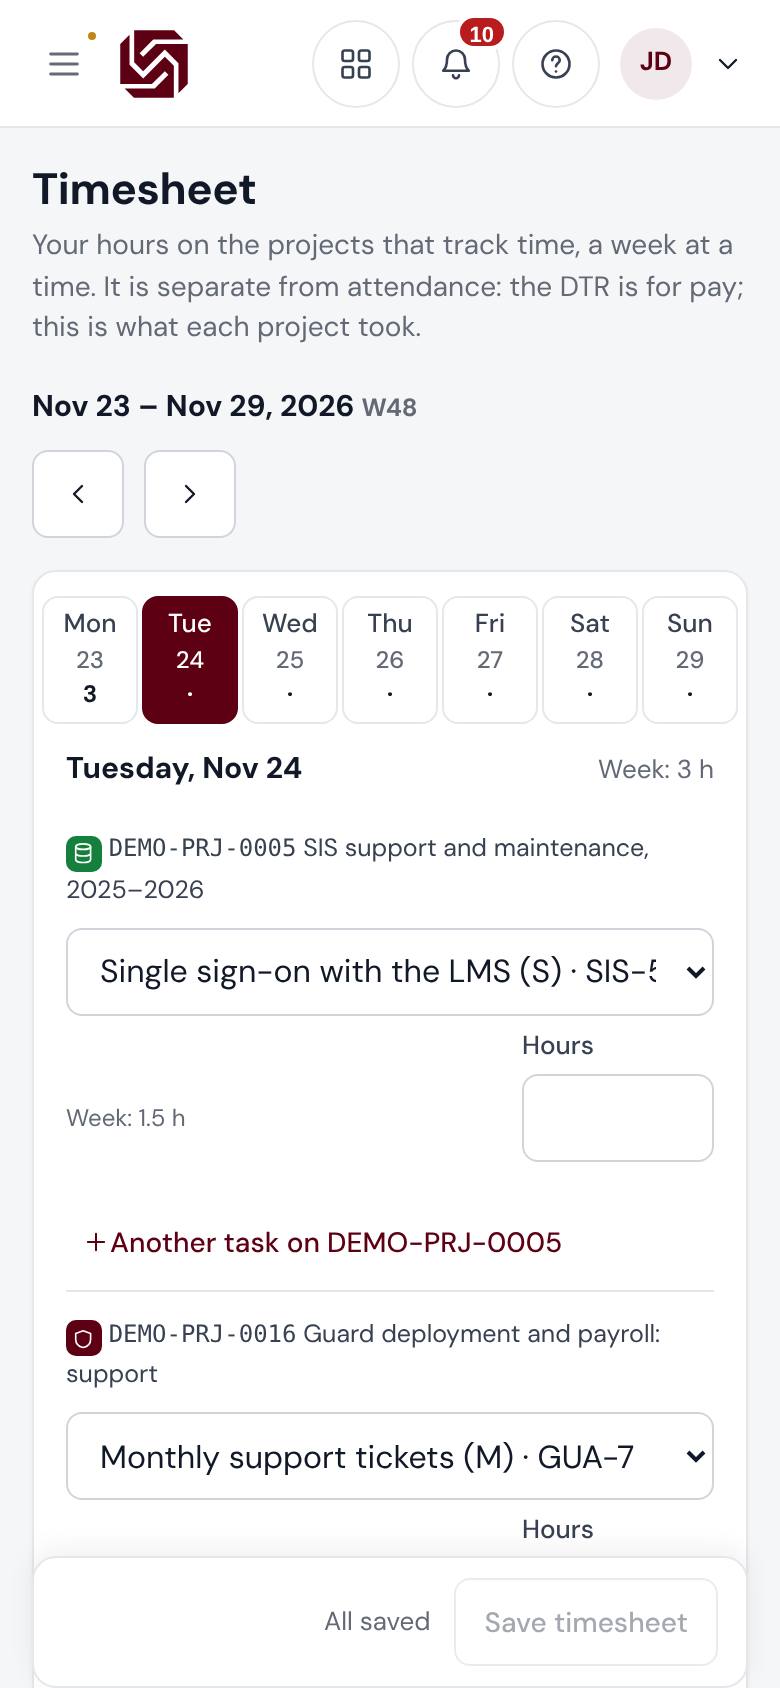 10
JD
Timesheet
Your hours on the projects that track time, a week at a
time. It is separate from attendance: the DTR is for pay;
this is what each project took.
Nov 23 – Nov 29, 2026 W48
Mon Tue Wed Thu Fri Sat Sun
23 24 25 26 27 28 29
3 · · · · · ·
Tuesday, Nov 24 Week: 3 h
DEMO-PRJ-0005 SIS support and maintenance,
2025–2026
Single sign-on with the LMS (S) · SIS-5
Hours
Week: 1.5 h
+ Another task on DEMO-PRJ-0005
DEMO-PRJ-0016 Guard deployment and payroll:
support
Monthly support tickets (M) · GUA-7
Hours
All saved Save timesheet